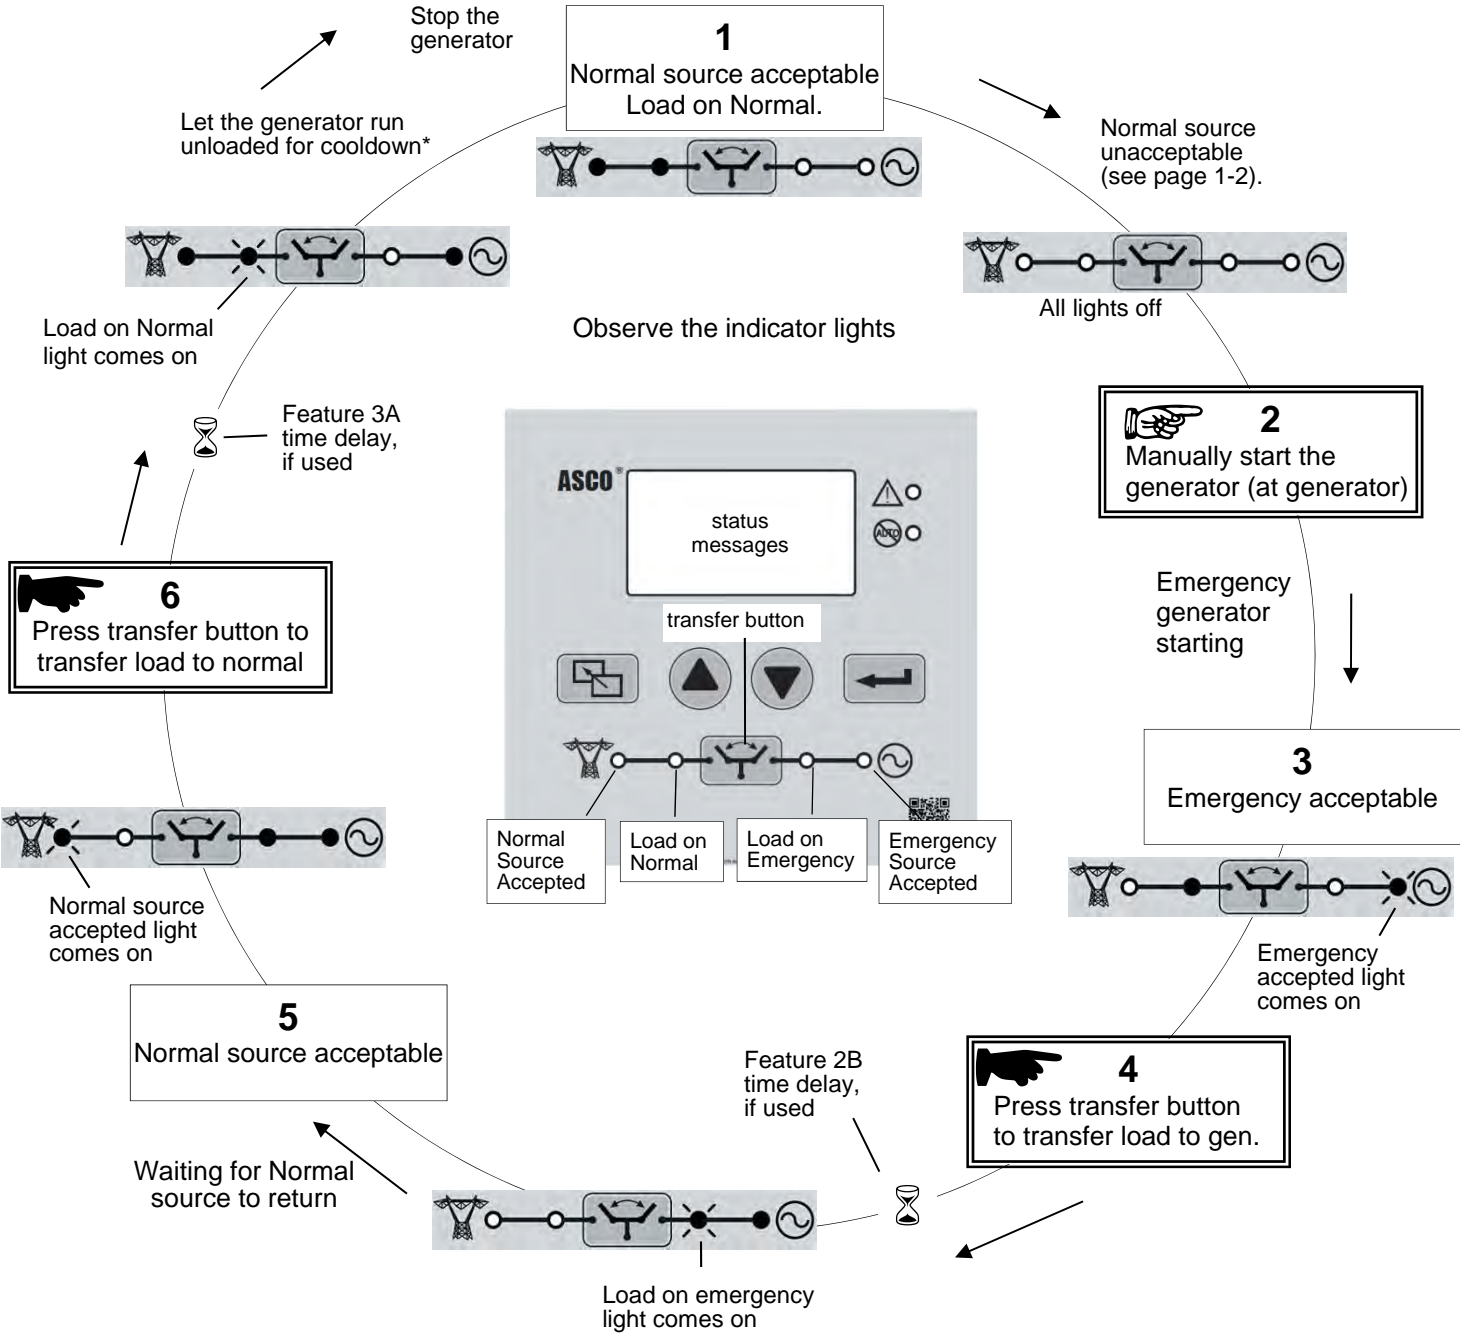 Stop the
generator
1
Normal source acceptable
Load on Normal.
Let the generator run
unloaded for cooldown*
Normal source
unacceptable
(see page 1-2).
All lights off
Load on Normal
light comes on
Observe the indicator lights
Feature 3A
time delay,
if used
2
Manually start the
generator (at generator)
ASCO®
status
messages
AUTO
transfer button
6
Press transfer button to
transfer load to normal
Emergency
generator
starting
3
Emergency acceptable
Normal
Source
Accepted
Load on
Normal
Load on
Emergency
Emergency
Source
Accepted
Normal source
accepted light
comes on
Emergency
accepted light
comes on
5
Normal source acceptable
Feature 2B
time delay,
if used
4
Press transfer button
to transfer load to gen.
Waiting for Normal
source to return
Load on emergency
light comes on